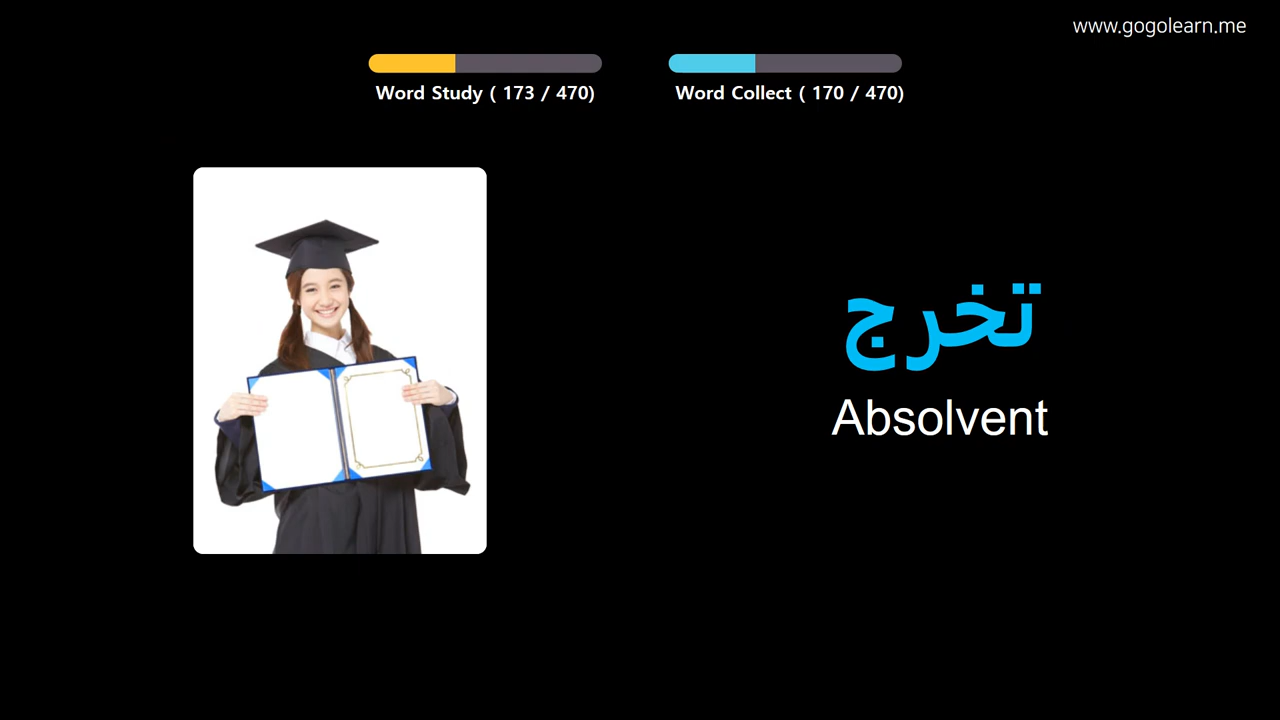 www.gogolearn.me
Word Study ( 173 / 470)
Word Collect ( 170 / 470)
تخرج
Absolvent